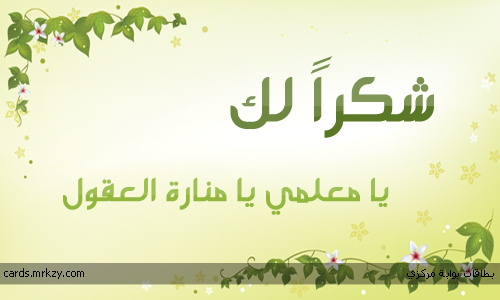 شكراً لك
يا معلمي يا منارة العقول
بطاقات بوابة مركزي
cards.mrkzy.com